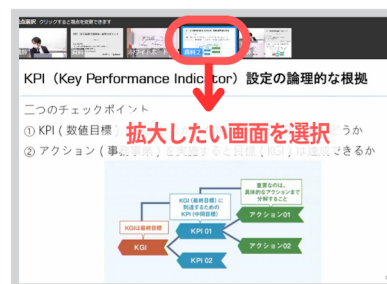 視点選択 クリックすると視点を変更できます
KPI（Key Performance Indicator）設定の論理的な根拠
二つのチェックポイント
① KPI ( 数値目標 ) うか
拡大したい画面を選択
② アクション ( 事 できるか
重要なのは、
具体的なアクションまで
分解すること
KGI（最終目標）に
到達するための
KPI（中間目標）
アクション01
KGIは最終目標
KPI 01
KGI
アクション02
KPI 02